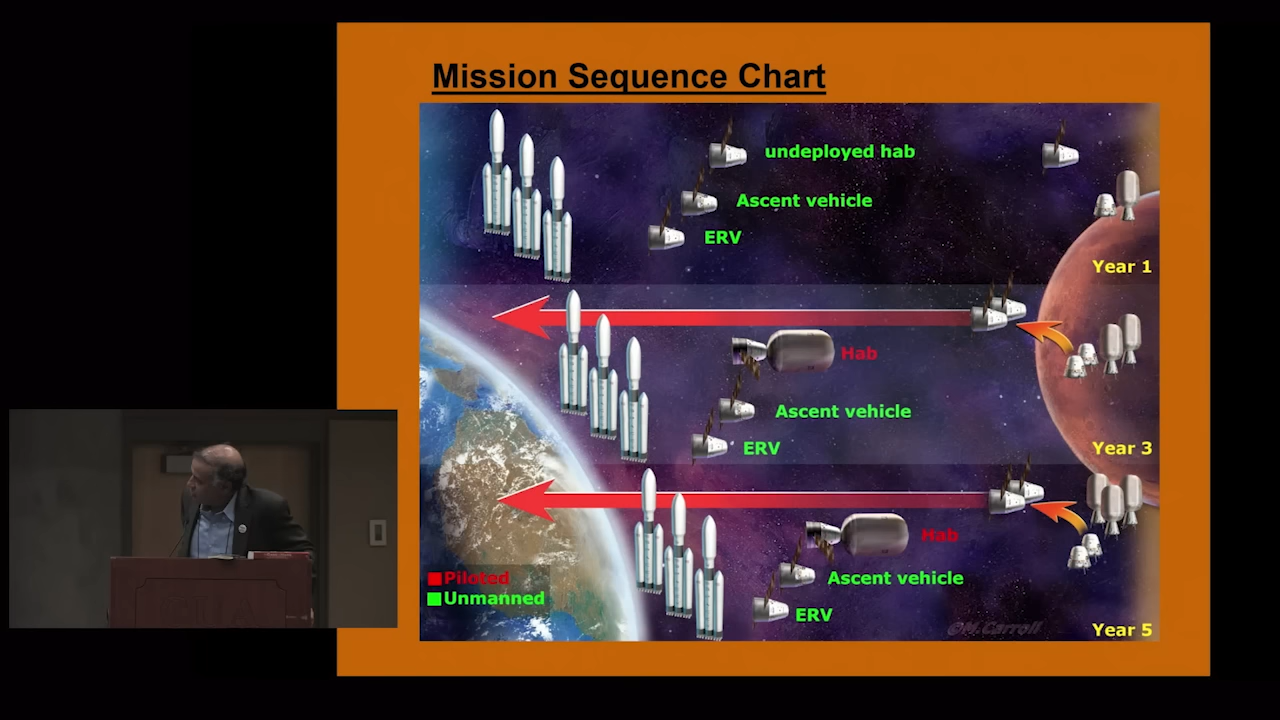 Mission Sequence Chart
undeployed hab
Ascent vehicle
ERV
Year 1
Hab
Ascent vehicle
ERV
Year 3
Hab
Ascent vehicle
ERV
Piloted
Unmanned
©M.Carroll
Year 5